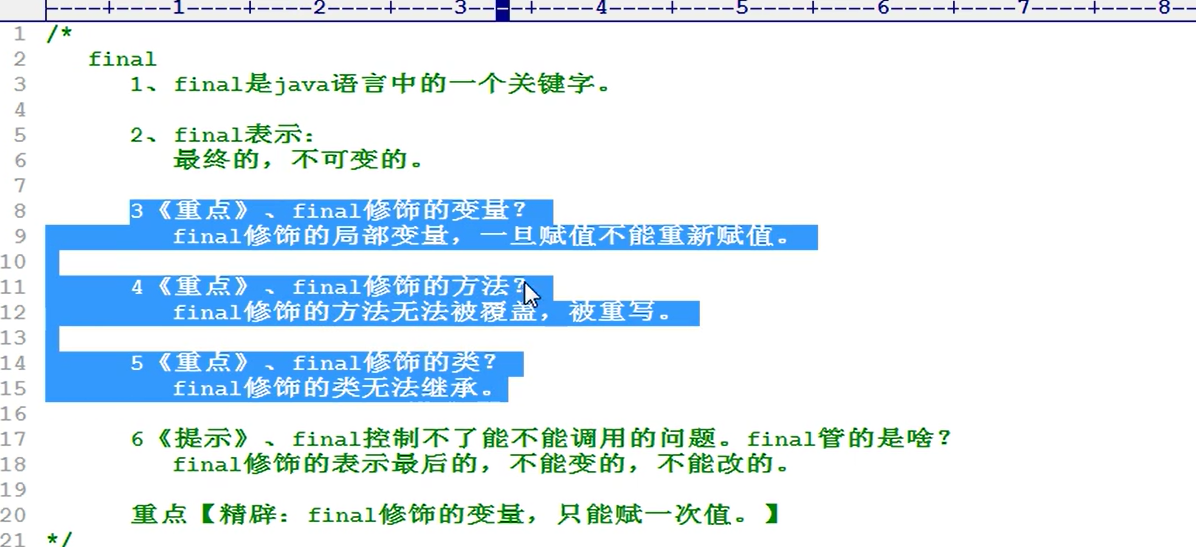 ----+----1----+----2----+----3----+----4----+----5----+----6----+----7----+----8--
1 /*
2 final
3 1、final是java语言中的一个关键字。
4
5 2、final表示:
6 最终的，不可变的。
7
8 3《重点》、final修饰的变量?
9 final修饰的局部变量，一旦赋值不能重新赋值。
10
11 4《重点》、final修饰的方法?
12 final修饰的方法无法被覆盖，被重写。
13
14 5《重点》、final修饰的类?
15 final修饰的类无法继承。
16
17 6《提示》、final控制不了能不能调用的问题。final管的是啥?
18 final修饰的表示最后的，不能变的，不能改的。
19
20 重点【精辟: final修饰的变量，只能赋一次值。】
21 */